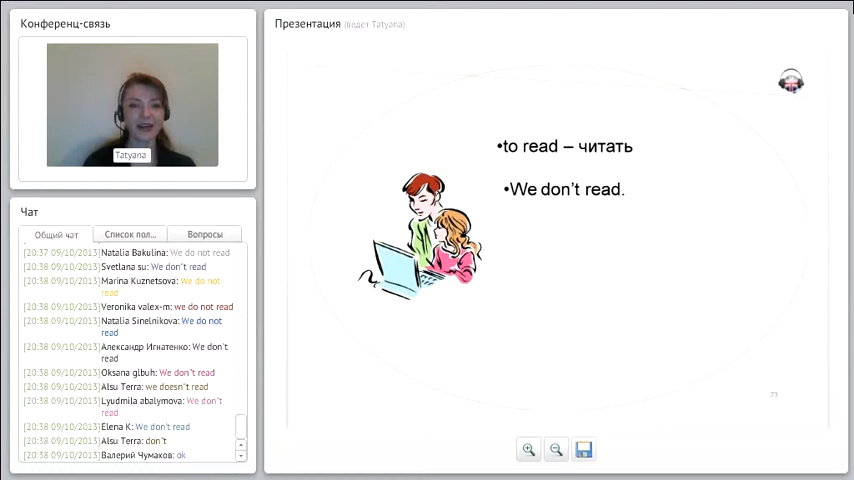 Конференц-связь
Tatyana
Чат
Общий чат
Список пол...
Вопросы
[20:37 09/10/2013]Natalia Bakulina: We do not read
[20:38 09/10/2013]Svetlana su: We don"t read
[20:38 09/10/2013]Marina Kuznetsova: We do not
read
[20:38 09/10/2013]Veronika valex-m: we do not read
[20:38 09/10/2013]Natalia Sinelnikova: We do not
read
[20:38 09/10/2013]Александр Игнатенко: We don't
read
[20:38 09/10/2013]Oksana glbuh: We don"t read
[20:38 09/10/2013]Alsu Terra: we doesn"t read
[20:38 09/10/2013]Lyudmila abalymova: We don't
read
[20:38 09/10/2013]Elena K: We don't read
[20:38 09/10/2013]Alsu Terra: don"t
[20:38 09/10/2013]Валерий Чумаков: ok
Презентация (ведет Tatyana)
•to read – читать
•We don't read.
73